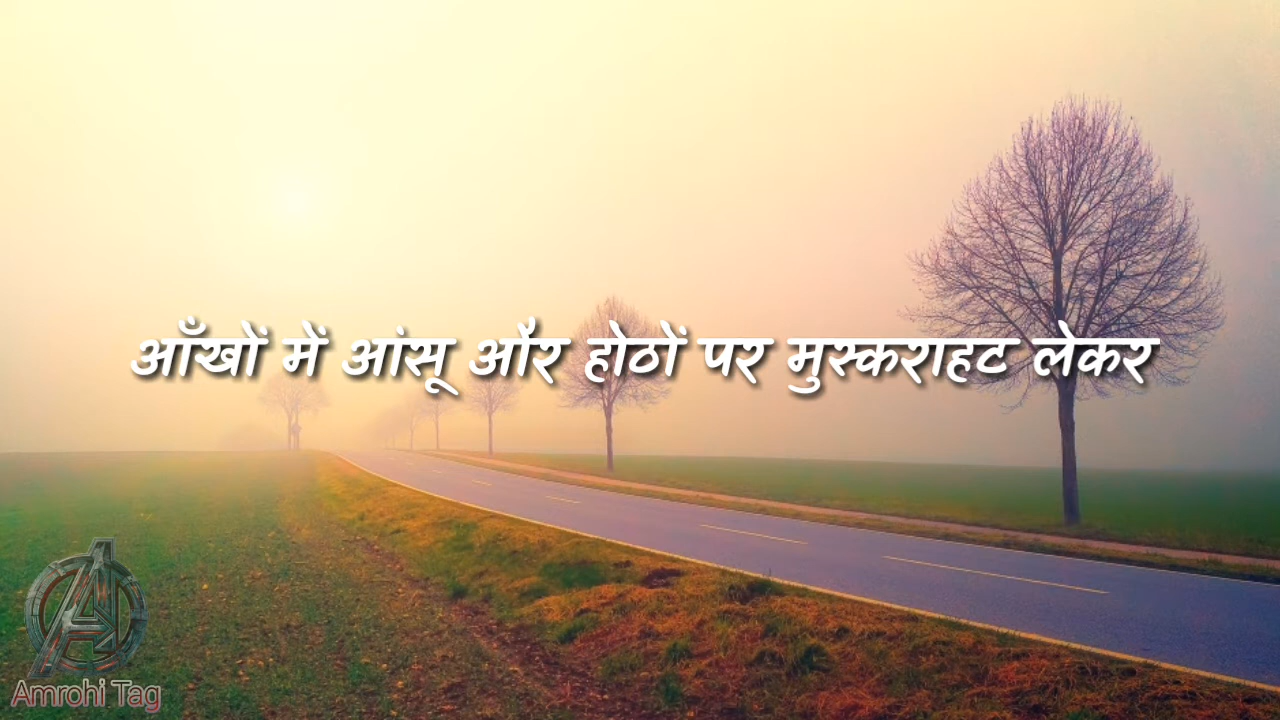 आँखों में आंसू और होठों पर मुस्कराहट लेकर
Amrohi Tag